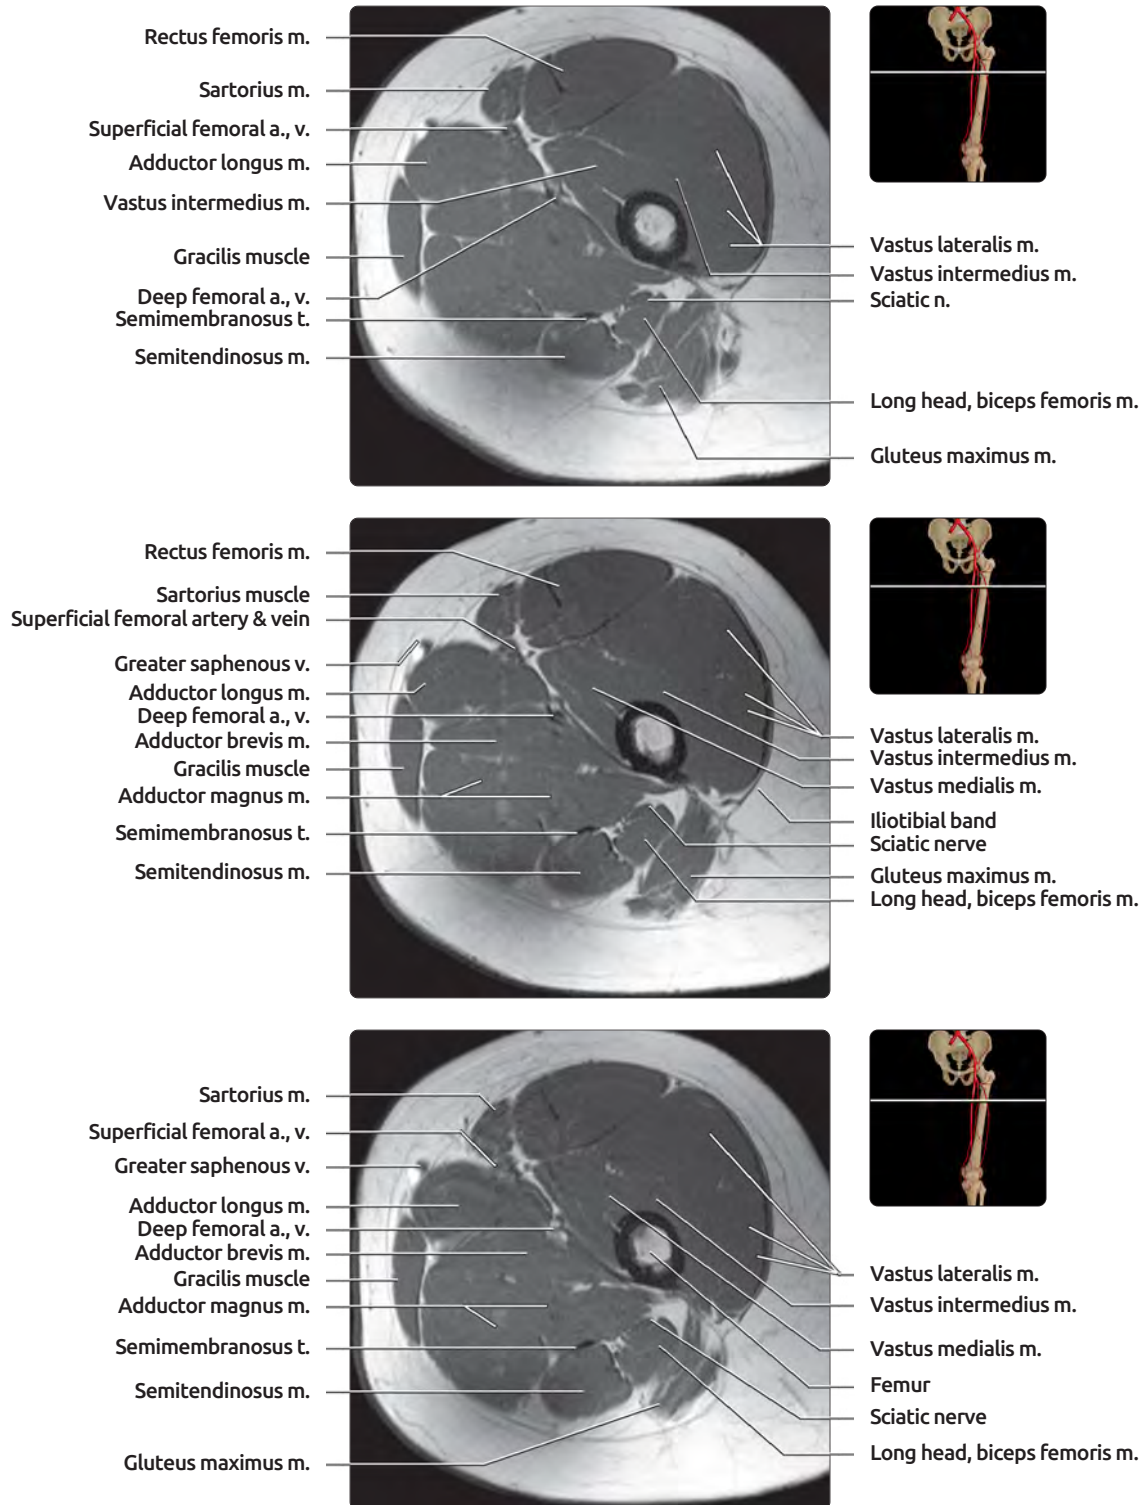 Rectus femoris m.
Sartorius m.
Superficial femoral a., v.
Adductor longus m.
Vastus intermedius m.
Gracilis muscle
Deep femoral a., v.
Semimembranosus t.
Semitendinosus m.
Vastus lateralis m.
Vastus intermedius m.
Sciatic n.
Long head, biceps femoris m.
Gluteus maximus m.
Rectus femoris m.
Sartorius muscle
Superficial femoral artery & vein
Greater saphenous v.
Adductor longus m.
Deep femoral a., v.
Adductor brevis m.
Gracilis muscle
Adductor magnus m.
Semimembranosus t.
Semitendinosus m.
Vastus lateralis m.
Vastus intermedius m.
Vastus medialis m.
Iliotibial band
Sciatic nerve
Gluteus maximus m.
Long head, biceps femoris m.
Sartorius m.
Superficial femoral a., v.
Greater saphenous v.
Adductor longus m.
Deep femoral a., v.
Adductor brevis m.
Gracilis muscle
Adductor magnus m.
Semimembranosus t.
Semitendinosus m.
Gluteus maximus m.
Vastus lateralis m.
Vastus intermedius m.
Vastus medialis m.
Femur
Sciatic nerve
Long head, biceps femoris m.